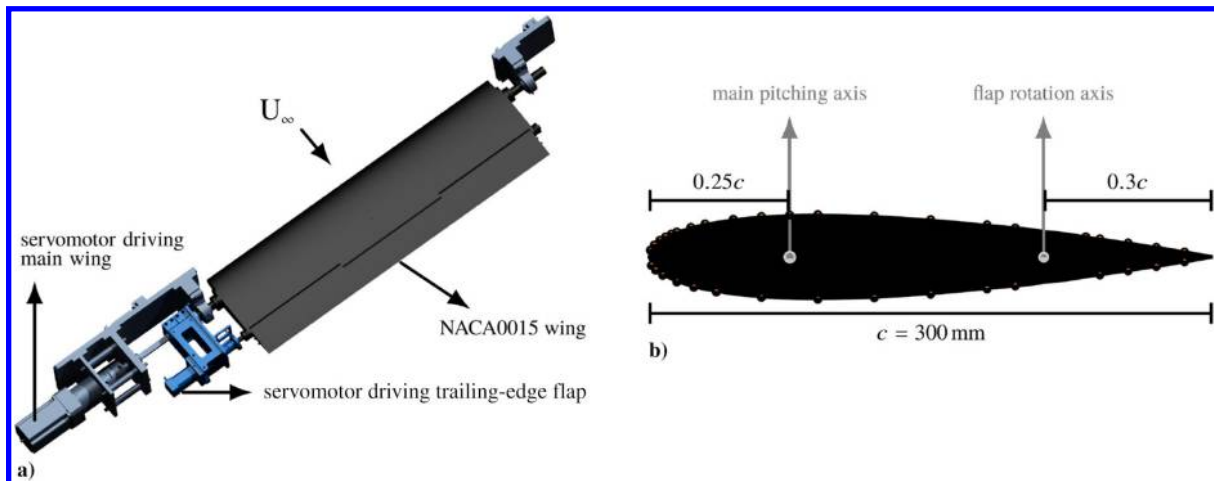 U∞
servomotor driving
main wing
NACA0015 wing
servomotor driving trailing-edge flap
a)
main pitching axis
flap rotation axis
0.25c
0.3c
c = 300 mm
b)